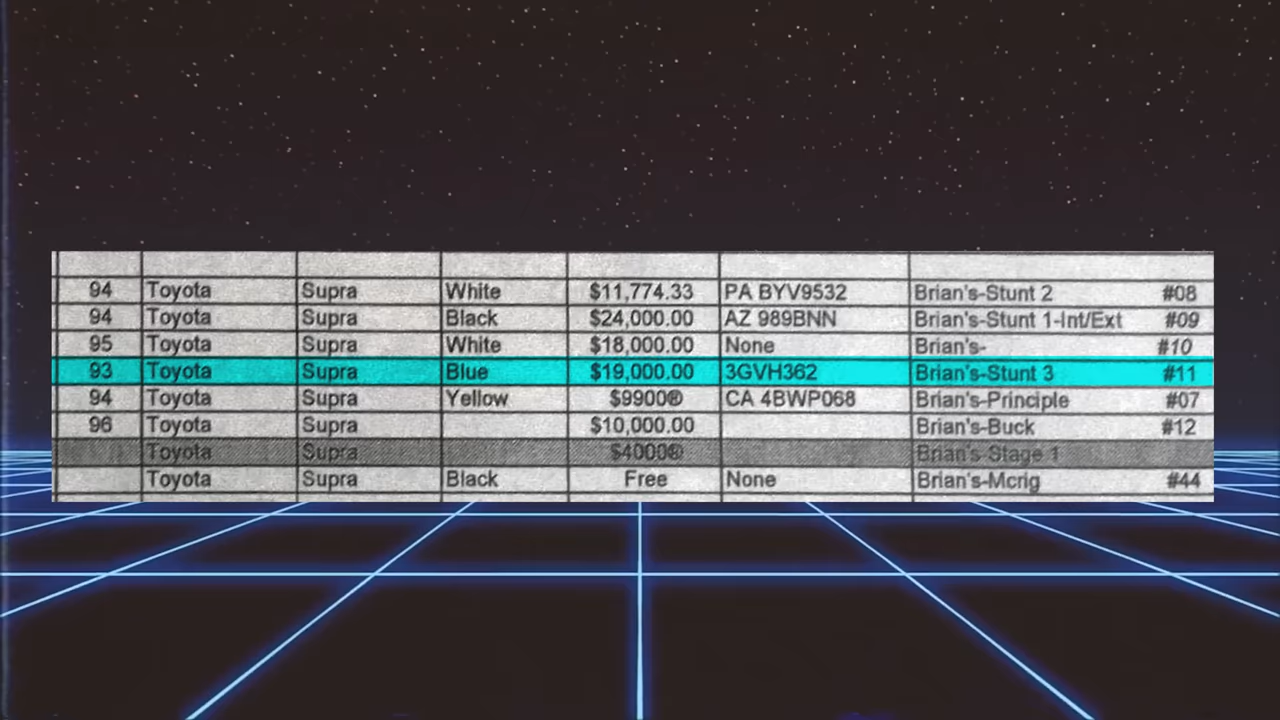 94 Toyota Supra White $11,774.33 PA BYV9532 Brian's-Stunt 2 #08
94 Toyota Supra Black $24,000.00 AZ 989BNN Brian's-Stunt 1-Int/Ext #09
95 Toyota Supra White $18,000.00 None Brian's- #10
93 Toyota Supra Blue $19,000.00 3GVH362 Brian's-Stunt 3 #11
94 Toyota Supra Yellow $9900® CA 4BWP068 Brian's-Principle #07
96 Toyota Supra $10,000.00 Brian's-Buck #12
Toyota Supra $4000® Brian's-Stage 1
Toyota Supra Black Free None Brian's-Mcrig #44